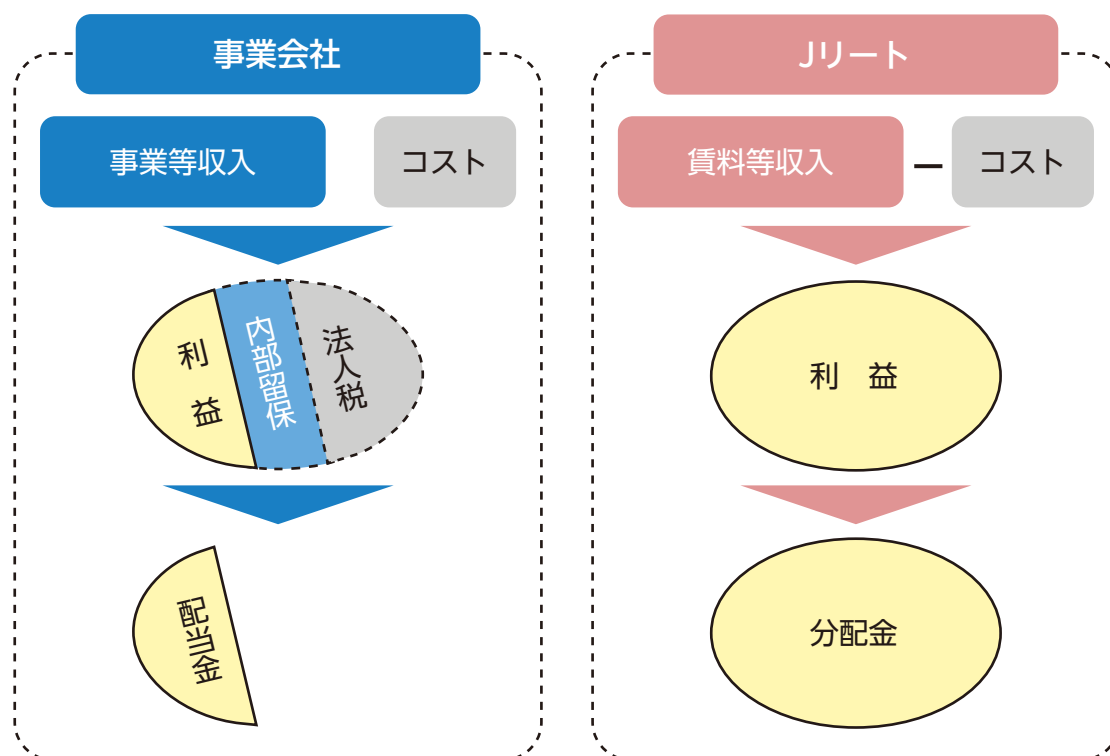 事業会社
事業等収入
コスト
利益
内部留保
法人税
配当金
Jリート
賃料等収入 ー コスト
利　益
分配金